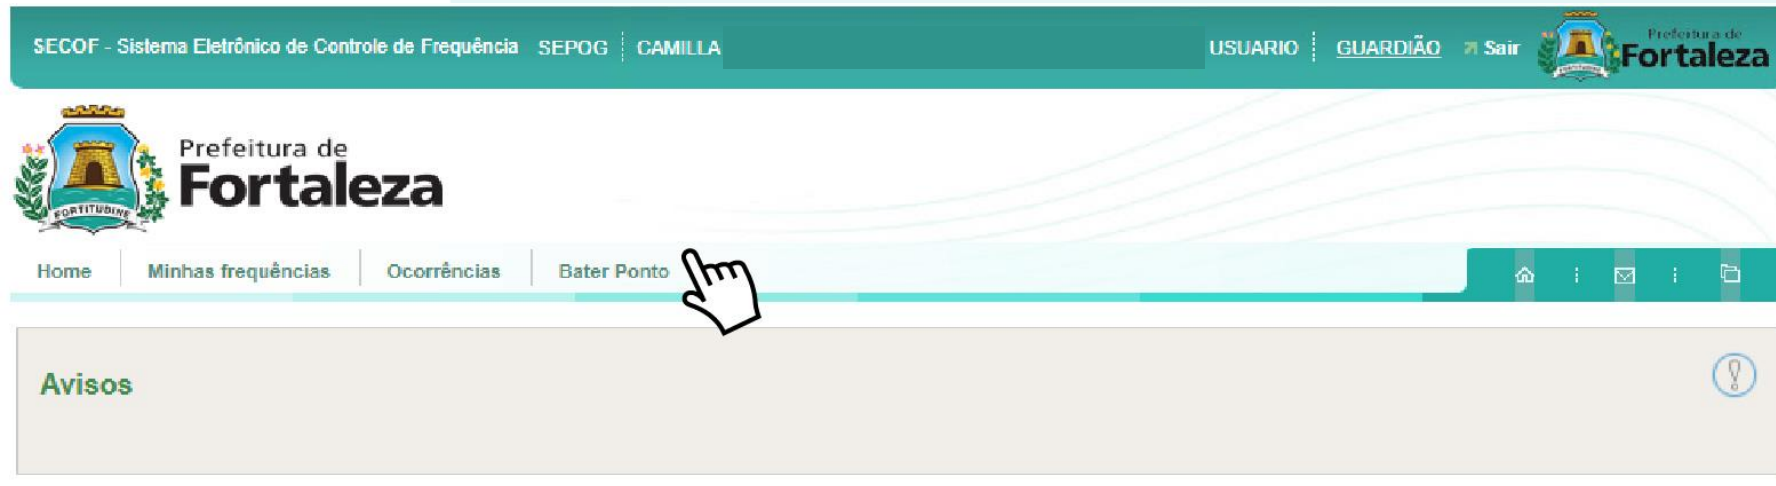 SECOF - Sistema Eletrônico de Controle de Frequência SEPOG CAMILLA USUARIO GUARDIÃO Sair Prefeitura de Fortaleza
Prefeitura de
Fortaleza
FORTITUDINE
Home Minhas frequências Ocorrências Bater Ponto
Avisos